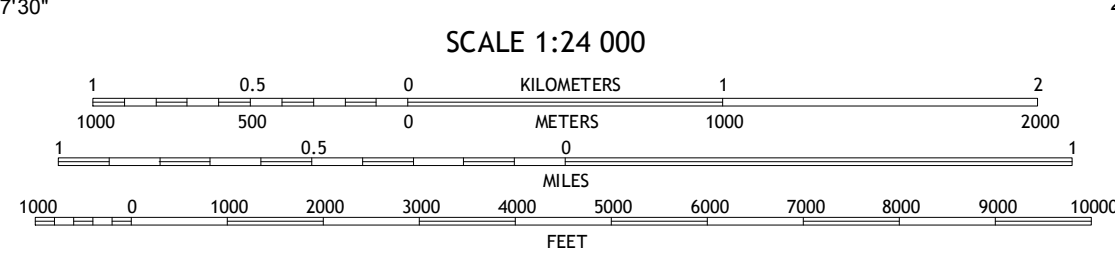 7'30"
SCALE 1:24 000
1 0.5 0 KILOMETERS 1 2
1000 500 0 METERS 1000 2000
1 0.5 0 1
MILES
1000 0 1000 2000 3000 4000 5000 6000 7000 8000 9000 10000
FEET